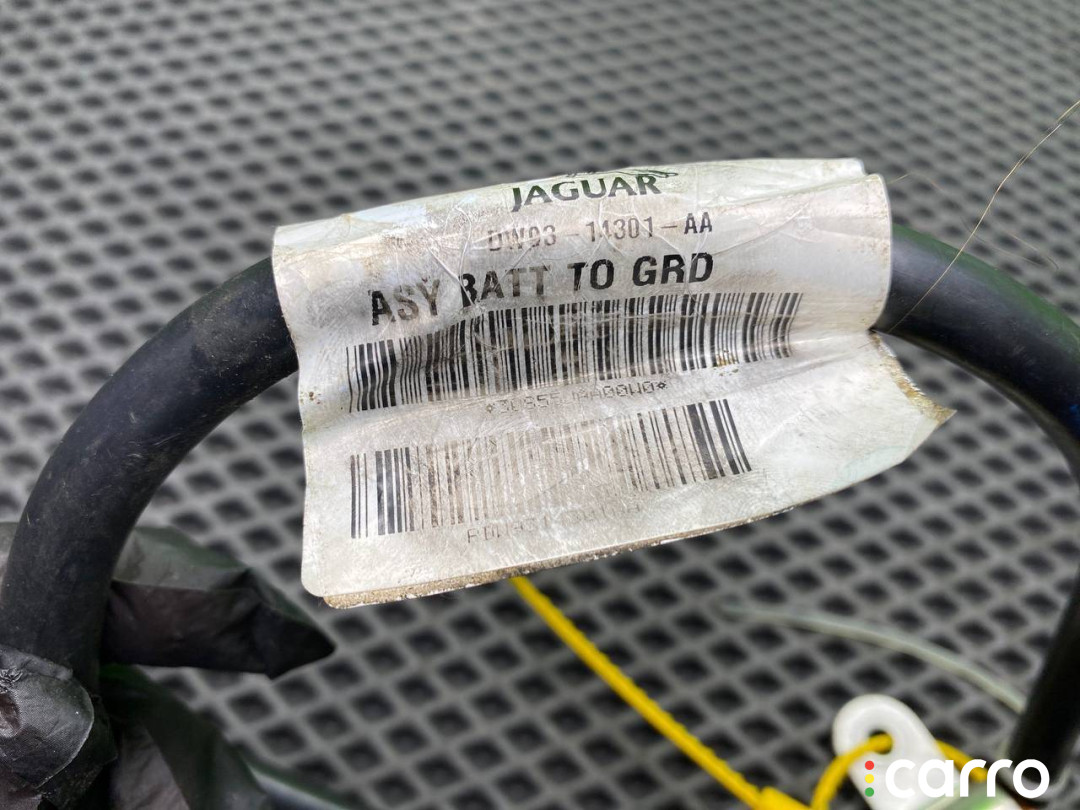 JAGUAR
DW93-14301-AA
ASY BATT TO GRD
carro